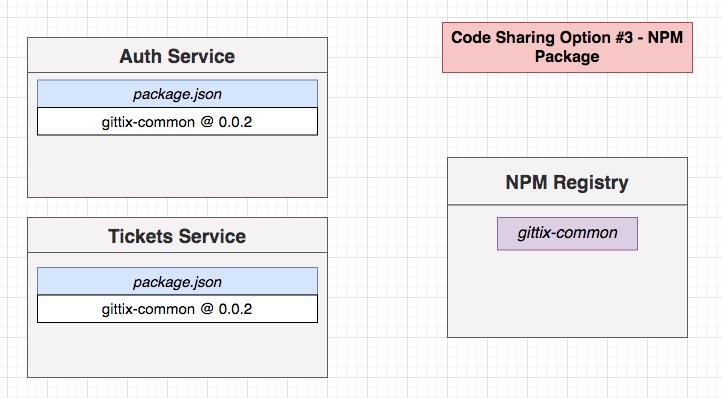 Code Sharing Option #3 - NPM
Package
Auth Service
package.json
gittix-common @ 0.0.2
Tickets Service
package.json
gittix-common @ 0.0.2
NPM Registry
gittix-common